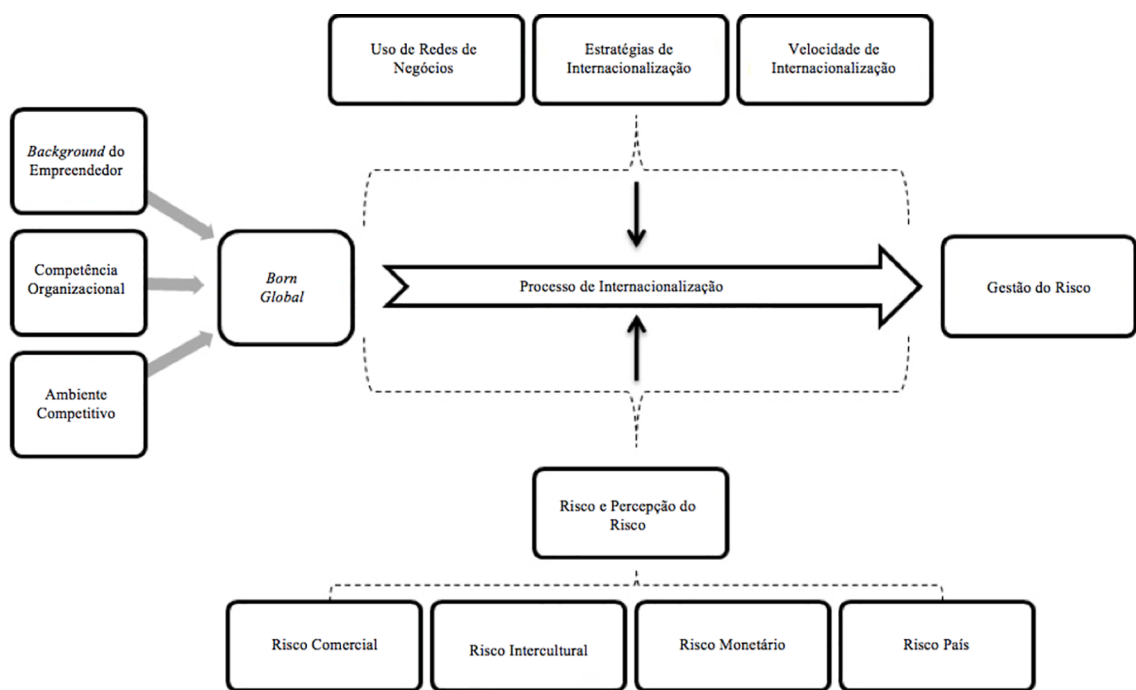 Uso de Redes de
Negócios
Estratégias de
Internacionalização
Velocidade de
Internacionalização
Background do
Empreendedor
Competência
Organizacional
Ambiente
Competitivo
Born
Global
Processo de Internacionalização
Gestão do Risco
Risco e Percepção do
Risco
Risco Comercial
Risco Intercultural
Risco Monetário
Risco País